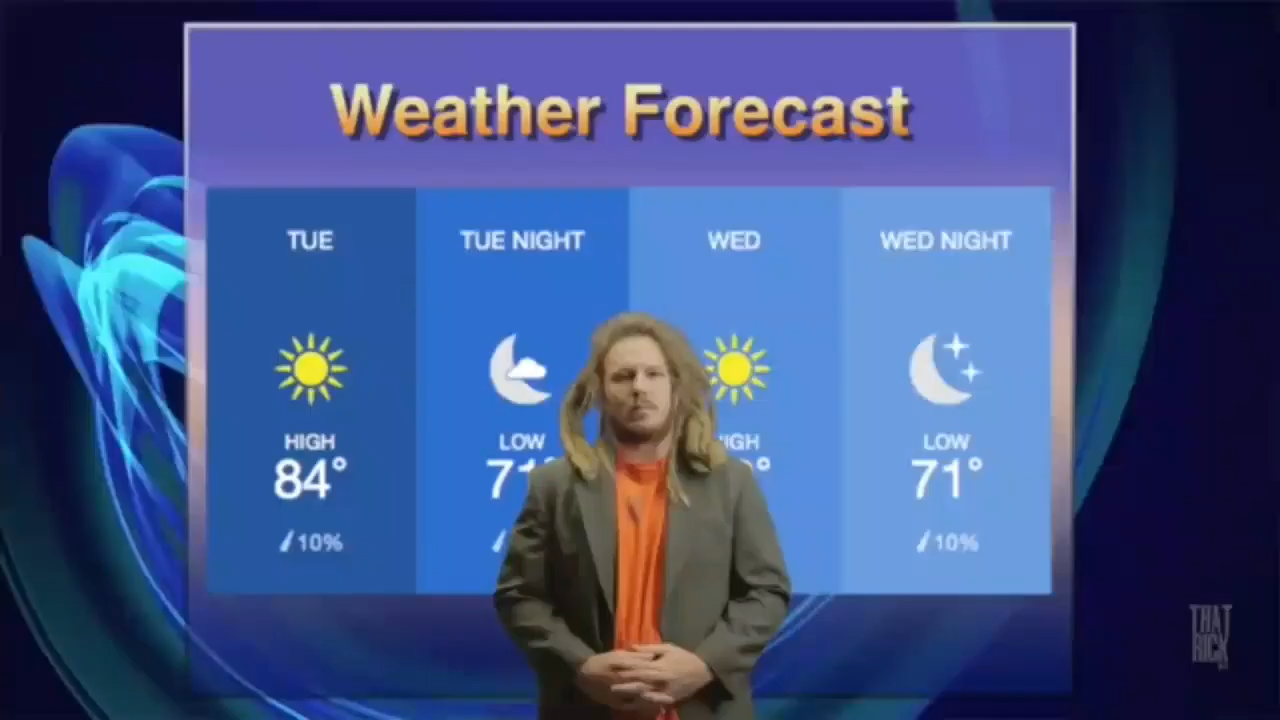 Weather Forecast
TUE
HIGH
84°
10%
TUE NIGHT
LOW
WED
WED NIGHT
LOW
71°
10%
THAT
RICK